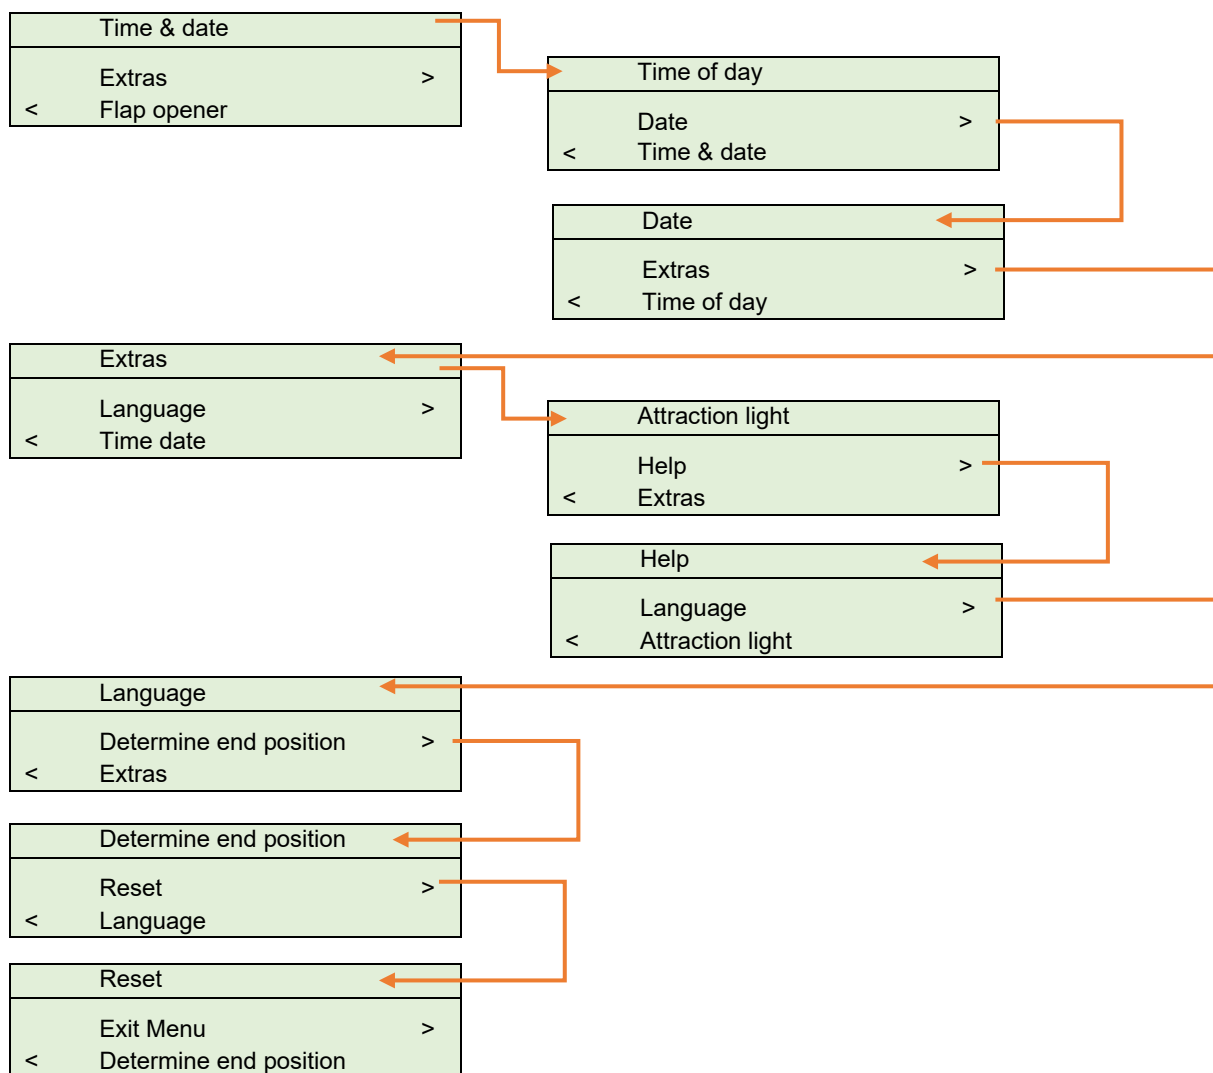 Time & date
Extras >
< Flap opener
Time of day
Date >
< Time & date
Date
Extras >
< Time of day
Extras
Language >
< Time date
Attraction light
Help >
< Extras
Help
Language >
< Attraction light
Language
Determine end position >
< Extras
Determine end position
Reset >
< Language
Reset
Exit Menu >
< Determine end position